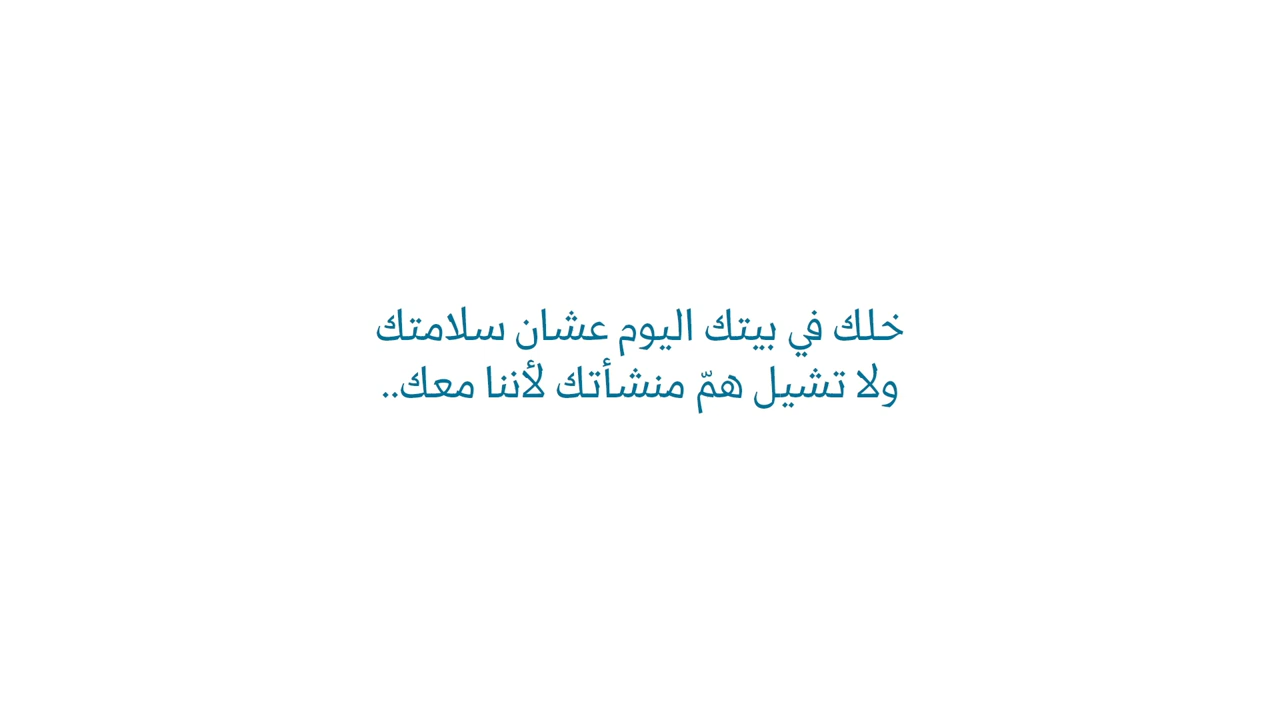 خلك في بيتك اليوم عشان سلامتك
ولا تشيل همّ منشأتك لأننا معك..